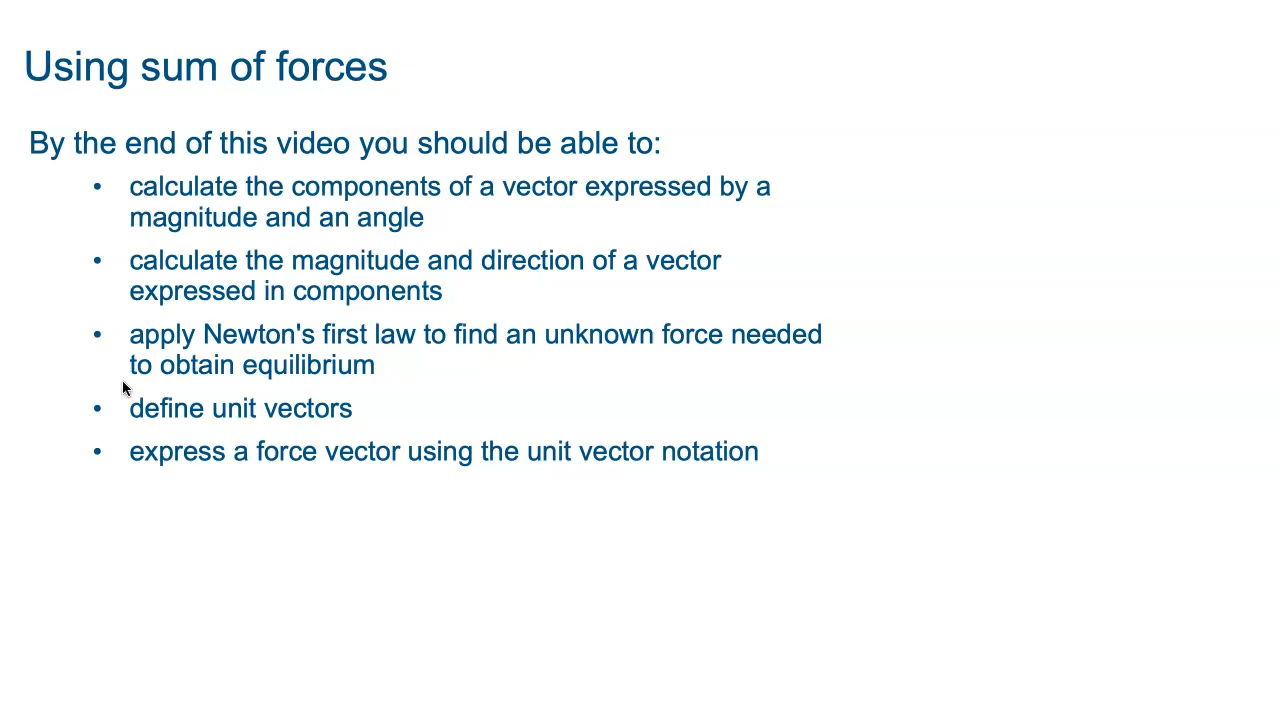 Using sum of forces
By the end of this video you should be able to:
• calculate the components of a vector expressed by a
magnitude and an angle
• calculate the magnitude and direction of a vector
expressed in components
• apply Newton's first law to find an unknown force needed
to obtain equilibrium
• define unit vectors
• express a force vector using the unit vector notation